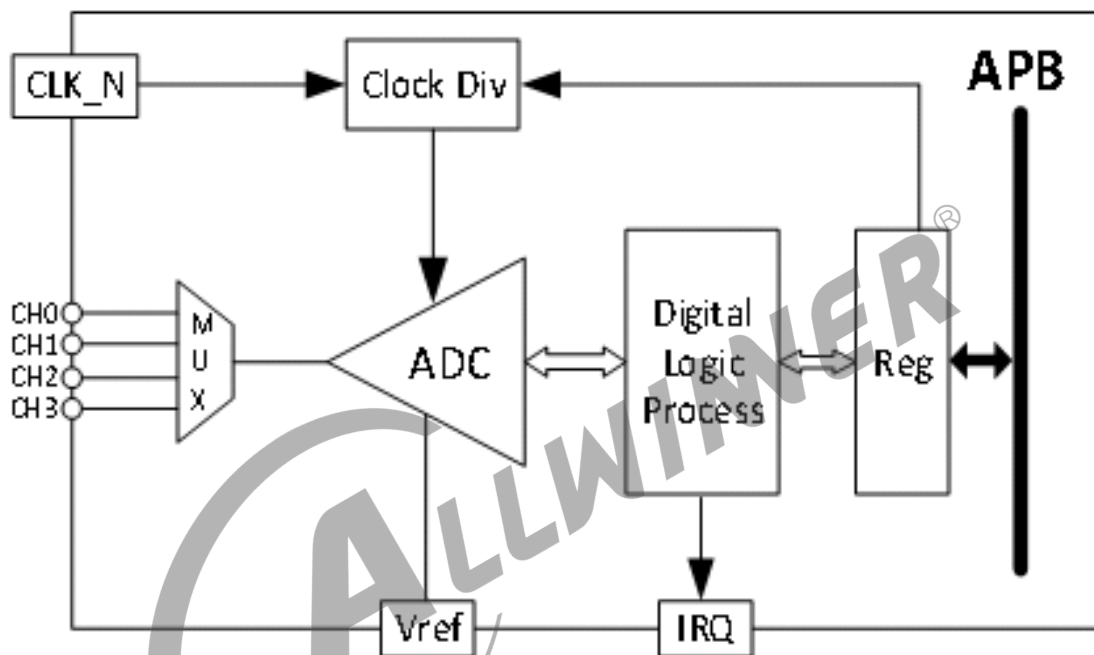 CLK_N
Clock Div
APB
CH0
CH1
CH2
CH3
M
U
X
ADC
Digital
Logic
Process
Reg
Vref
IRQ
ALLWINNER®